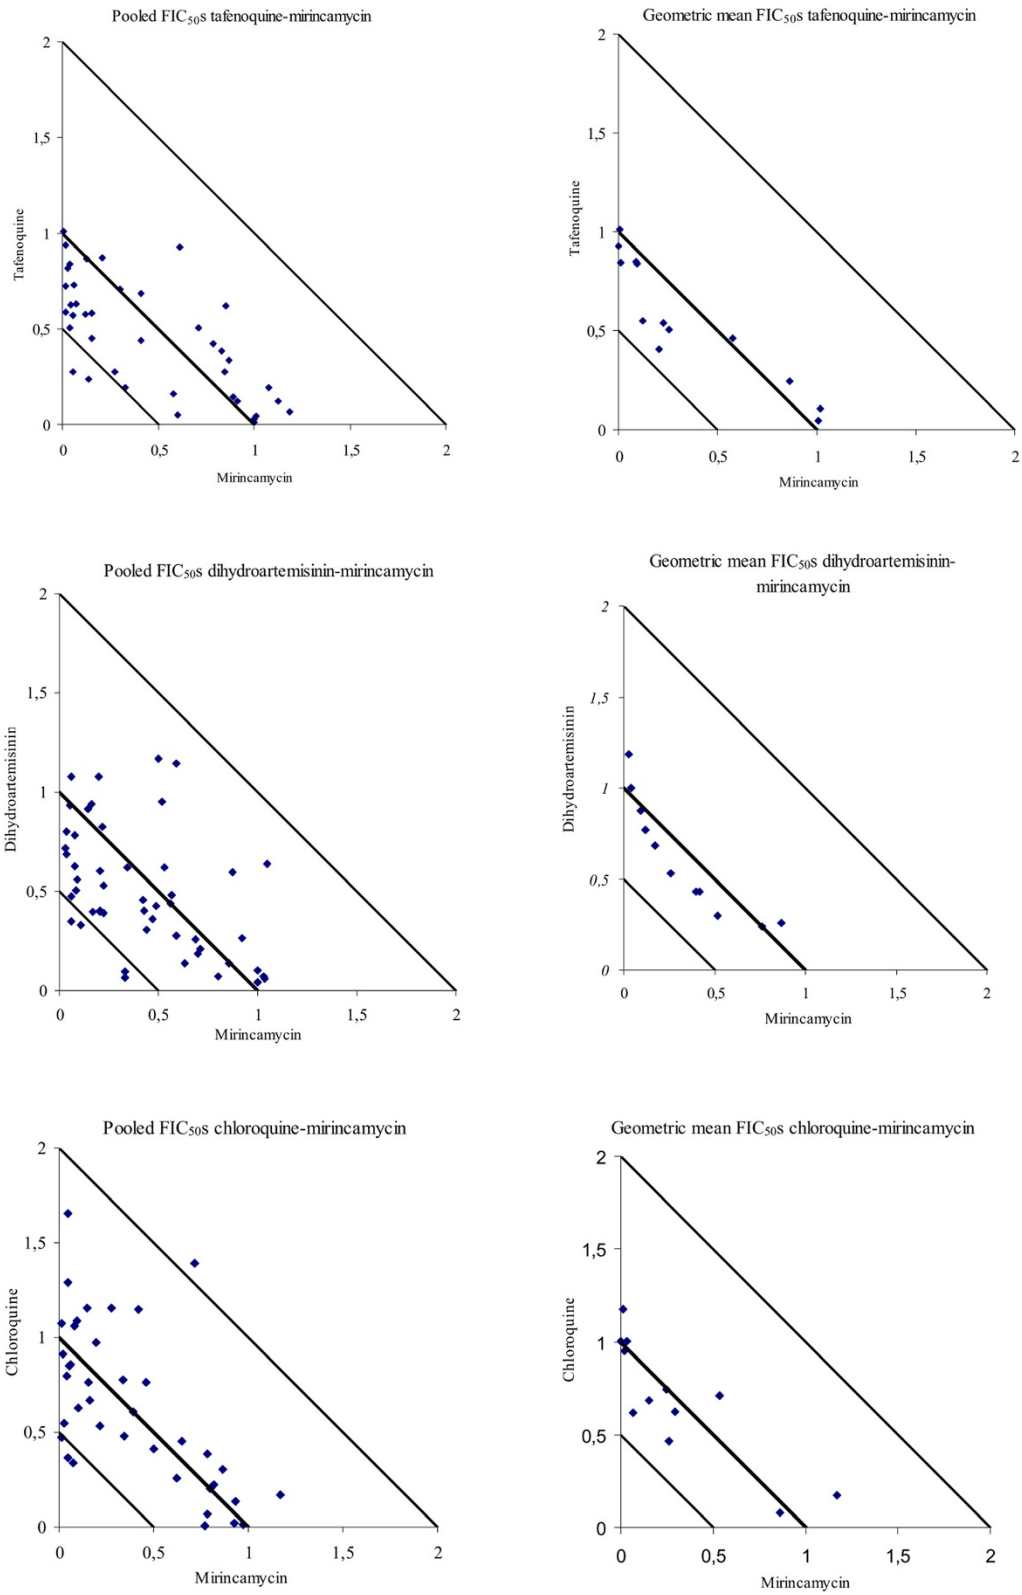 Pooled FIC₅₀s tafenoquine-mirincamycin
2
1,5
1
0,5
0
Tafenoquine
0 0,5 1 1,5 2
Mirincamycin
Geometric mean FIC₅₀s tafenoquine-mirincamycin
2
1,5
1
0,5
0
Tafenoquine
0 0,5 1 1,5 2
Mirincamycin
Pooled FIC₅₀s dihydroartemisinin-mirincamycin
2
1,5
1
0,5
0
Dihydroartemisinin
0 0,5 1 1,5 2
Mirincamycin
Geometric mean FIC₅₀s dihydroartemisinin-
mirincamycin
2
1,5
1
0,5
0
Dihydroartemisinin
0 0,5 1 1,5 2
Mirincamycin
Pooled FIC₅₀s chloroquine-mirincamycin
2
1,5
1
0,5
0
Chloroquine
0 0,5 1 1,5 2
Mirincamycin
Geometric mean FIC₅₀s chloroquine-mirincamycin
2
1,5
1
0,5
0
Chloroquine
0 0,5 1 1,5 2
Mirincamycin